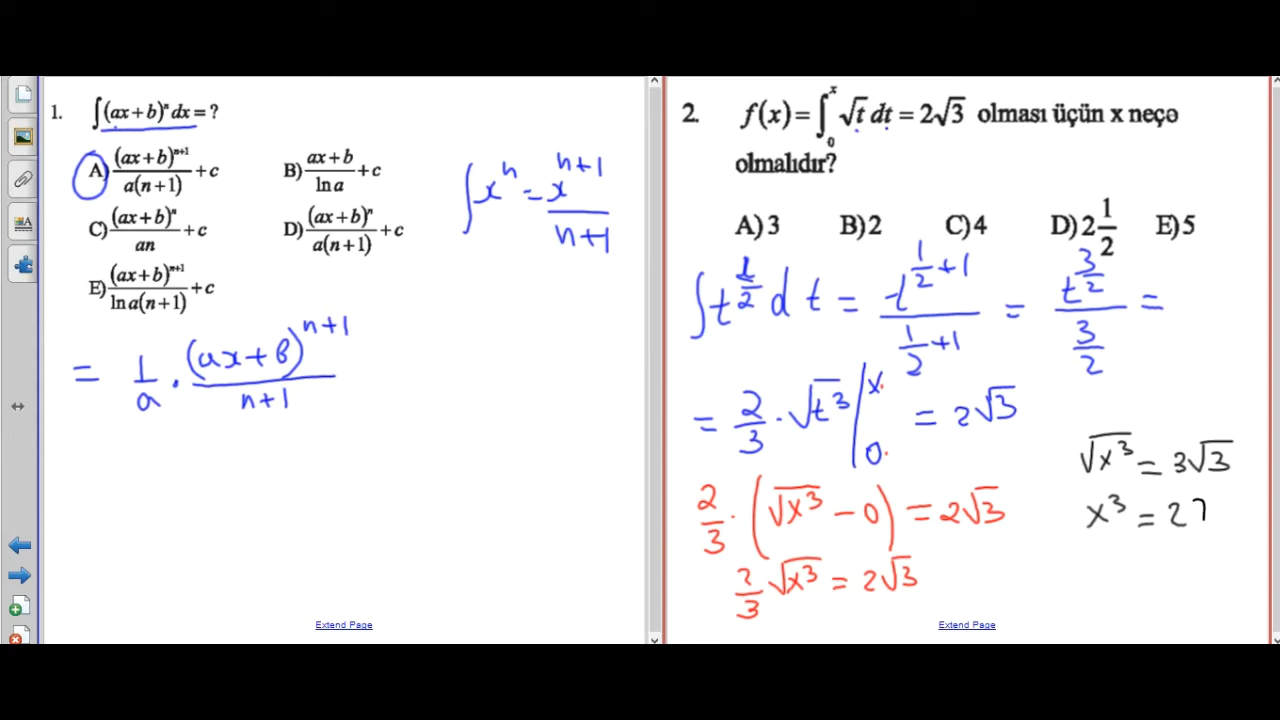 1. ∫(ax+b)ⁿ dx = ?
A) (ax+b)ⁿ⁺¹/a(n+1) + c B) ax+b/ln a + c
C) (ax+b)ⁿ/an + c D) (ax+b)ⁿ/a(n+1) + c
E) (ax+b)ⁿ⁺¹/ln a(n+1) + c
∫xⁿ = xⁿ⁺¹/n+1
= 1/a · (ax+b)ⁿ⁺¹/n+1
Extend Page
2. f(x) = ∫₀ˣ √t dt = 2√3 olması üçün x neçə
olmalıdır?
A) 3 B) 2 C) 4 D) 2 1/2 E) 5
∫t^(1/2) dt = t^(1/2+1)/(1/2+1) = t^(3/2)/(3/2) =
= 2/3 · √t³ |₀ˣ = 2√3
2/3 · (√x³ − 0) = 2√3
2/3 √x³ = 2√3
√x³ = 3√3
x³ = 27
Extend Page